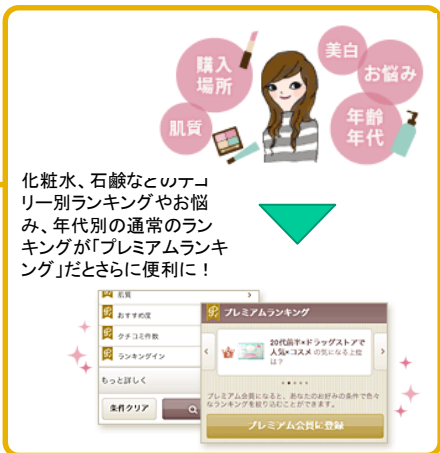 購入
場所
美白
お悩み
肌質
年齢
年代
化粧水、石鹸などのカテゴ
リー別ランキングやお悩
み、年代別の通常のラン
キングが「プレミアムランキ
ング」だとさらに便利に！
肌質
おすすめ度
クチコミ件数
ランキングイン
もっと詳しく
条件クリア
プレミアムランキング
20代前半×ドラッグストアで
人気×コスメ の気になる上位
は？
プレミアム会員になると、あなたのお好みの条件で色々
なランキングを絞り込むことができます。
プレミアム会員に登録